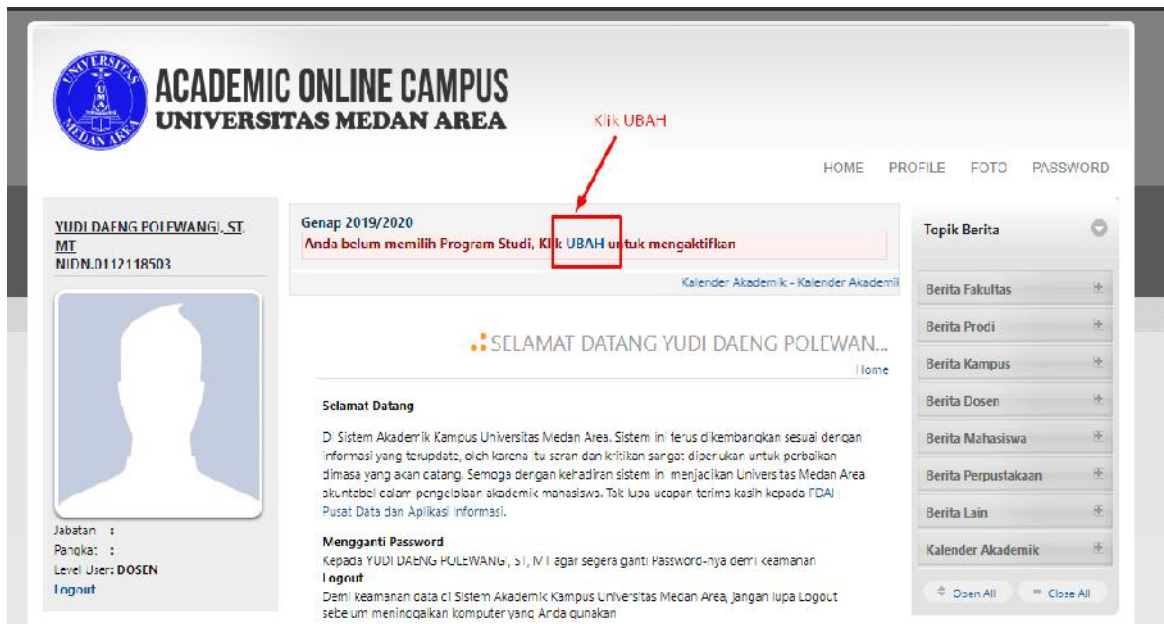 UNIVERSITAS
MEDAN AREA
ACADEMIC ONLINE CAMPUS
UNIVERSITAS MEDAN AREA
Klik UBAH
HOME PROFILE FOTO PASSWORD
YUDI DAENG POLEWANGI, ST,
MT
NIDN.0112118503
Jabatan :
Pangkat :
Level User: DOSEN
Logout
Genap 2019/2020
Anda belum memilih Program Studi, Klik UBAH untuk mengaktifkan
Kalender Akademik - Kalender Akademik
SELAMAT DATANG YUDI DAENG POLEWAN...
Home
Selamat Datang
Di Sistem Akademik Kampus Universitas Medan Area. Sistem ini terus dikembangkan sesuai dengan
informasi yang terupdate, oleh karena itu saran dan kritikan sangat diperlukan untuk perbaikan
dimasa yang akan datang. Semoga dengan kehadiran sistem ini menjadikan Universitas Medan Area
akuntabel dalam pengelolaan akademik mahasiswa. Tak lupa ucapan terima kasih kepada PDAI
Pusat Data dan Aplikasi Informasi.
Mengganti Password
Kepada YUDI DAENG POLEWANGI, ST, MT agar segera ganti Password-nya demi keamanan
Logout
Demi keamanan data di Sistem Akademik Kampus Universitas Medan Area, jangan lupa Logout
sebelum meninggalkan komputer yang Anda gunakan
Topik Berita
Berita Fakultas
Berita Prodi
Berita Kampus
Berita Dosen
Berita Mahasiswa
Berita Perpustakaan
Berita Lain
Kalender Akademik
Open All Close All